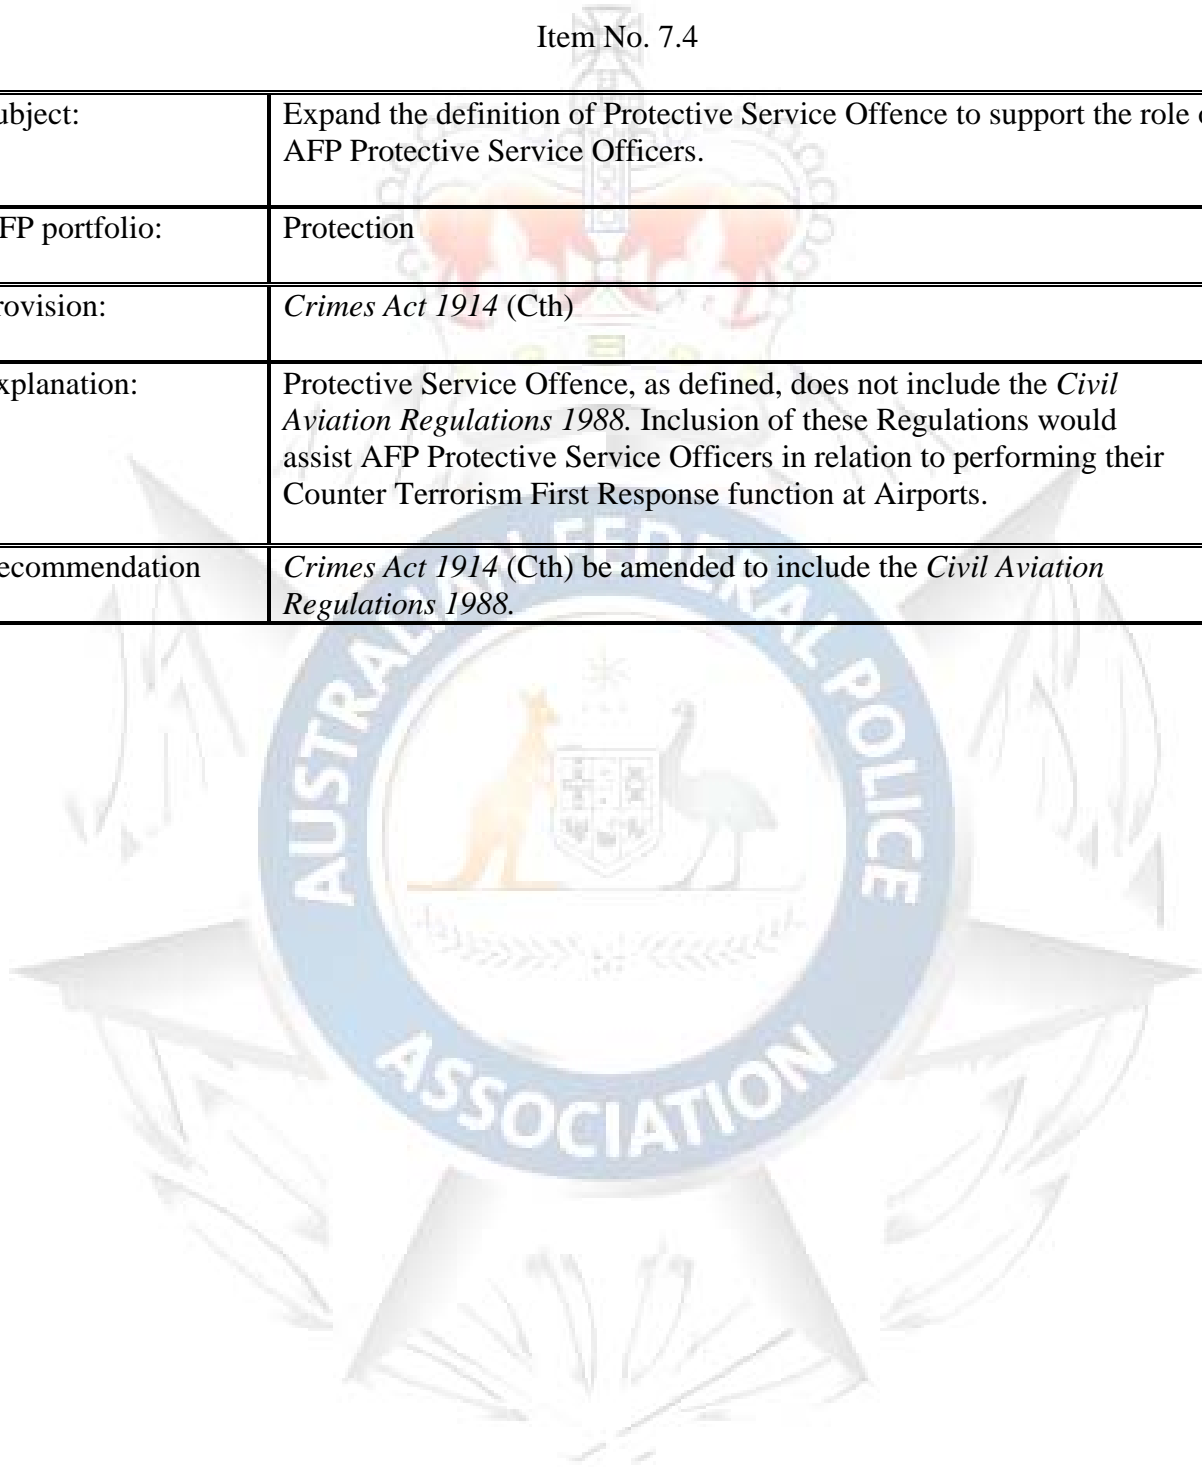 Item No. 7.4
ubject:
Expand the definition of Protective Service Offence to support the role o
AFP Protective Service Officers.
FP portfolio:
Protection
rovision:
Crimes Act 1914 (Cth)
xplanation:
Protective Service Offence, as defined, does not include the Civil
Aviation Regulations 1988. Inclusion of these Regulations would
assist AFP Protective Service Officers in relation to performing their
Counter Terrorism First Response function at Airports.
ecommendation
Crimes Act 1914 (Cth) be amended to include the Civil Aviation
Regulations 1988.
AUSTRALIAN FEDERAL POLICE
ASSOCIATION